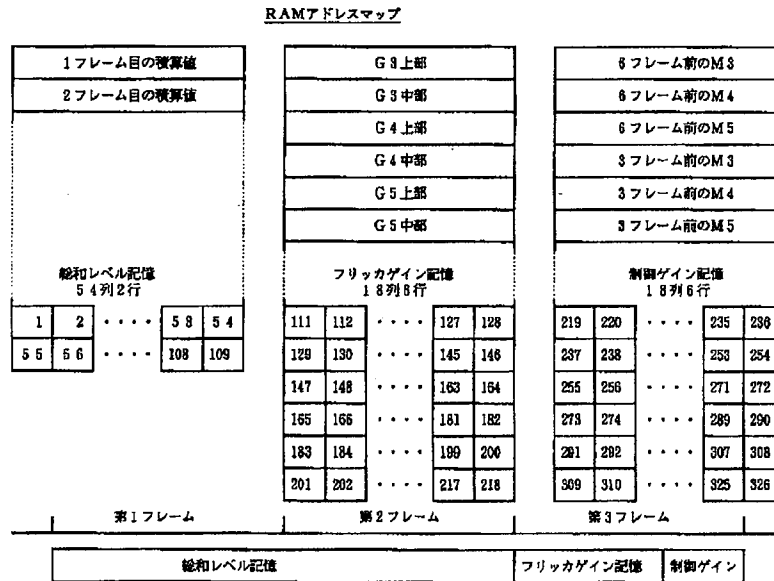 RAMアドレスマップ
1フレーム目の積算値
2フレーム目の積算値
総和レベル記憶
54列2行
1 2 ‥‥ 53 54
55 56 ‥‥ 108 109
G3上部
G3中部
G4上部
G4中部
G5上部
G5中部
フリッカゲイン記憶
18列6行
111 112 ‥‥ 127 128
129 130 ‥‥ 145 146
147 148 ‥‥ 163 164
165 166 ‥‥ 181 182
183 184 ‥‥ 199 200
201 202 ‥‥ 217 218
6フレーム前のM3
6フレーム前のM4
6フレーム前のM5
3フレーム前のM3
3フレーム前のM4
3フレーム前のM5
制御ゲイン記憶
18列6行
219 220 ‥‥ 235 236
237 238 ‥‥ 253 254
255 256 ‥‥ 271 272
273 274 ‥‥ 289 290
291 292 ‥‥ 307 308
309 310 ‥‥ 325 326
第1フレーム 第2フレーム 第3フレーム
総和レベル記憶 フリッカゲイン記憶 制御ゲイン